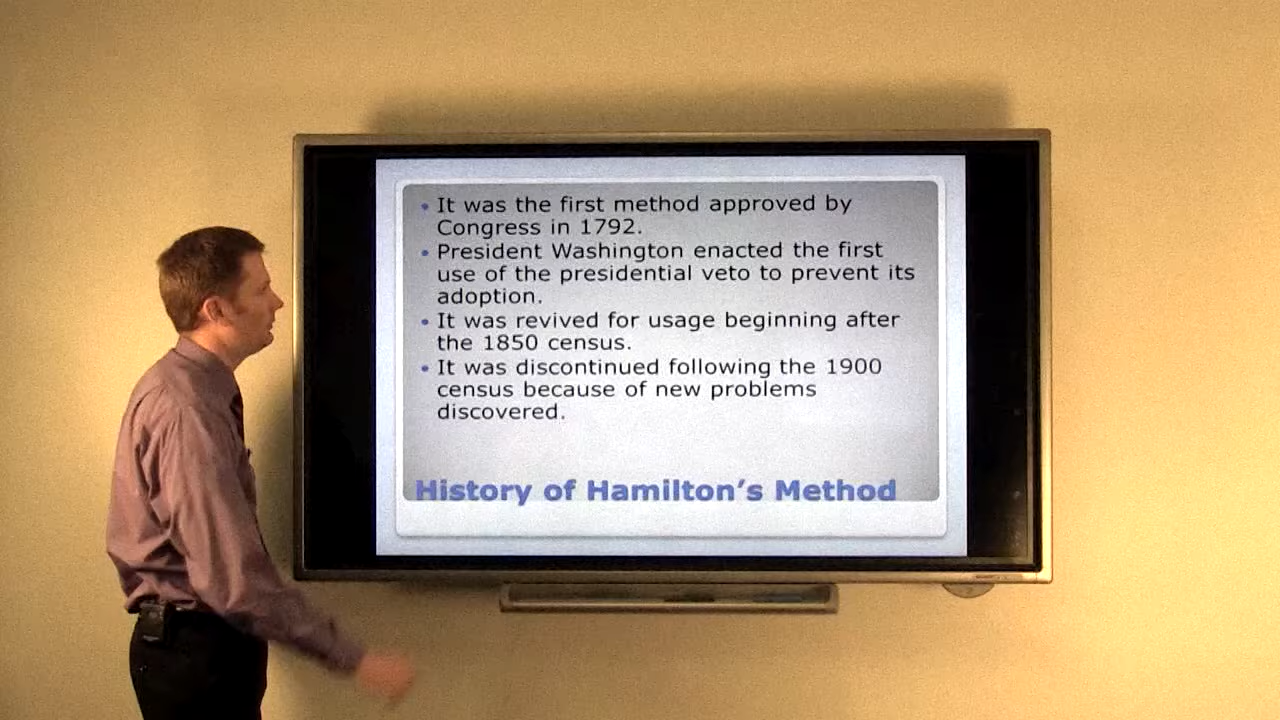 • It was the first method approved by
Congress in 1792.
• President Washington enacted the first
use of the presidential veto to prevent its
adoption.
• It was revived for usage beginning after
the 1850 census.
• It was discontinued following the 1900
census because of new problems
discovered.
History of Hamilton's Method